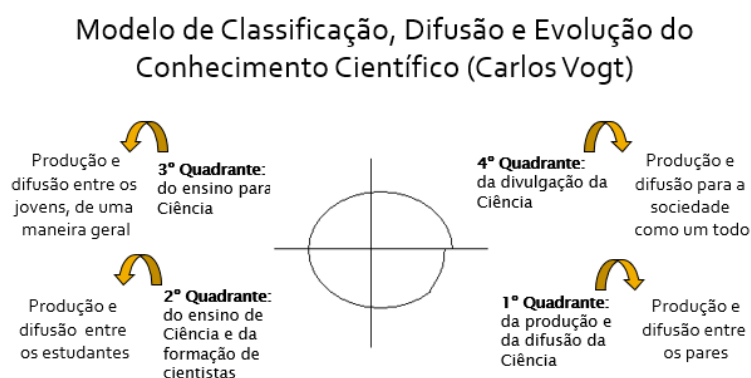 Modelo de Classificação, Difusão e Evolução do
Conhecimento Científico (Carlos Vogt)
Produção e
difusão entre os
jovens, de uma
maneira geral
3º Quadrante:
do ensino para
Ciência
4º Quadrante:
da divulgação da
Ciência
Produção e
difusão para a
sociedade
como um todo
Produção e
difusão entre
os estudantes
2º Quadrante:
do ensino de
Ciência e da
formação de
cientistas
1º Quadrante:
da produção e
da difusão da
Ciência
Produção e
difusão entre
os pares